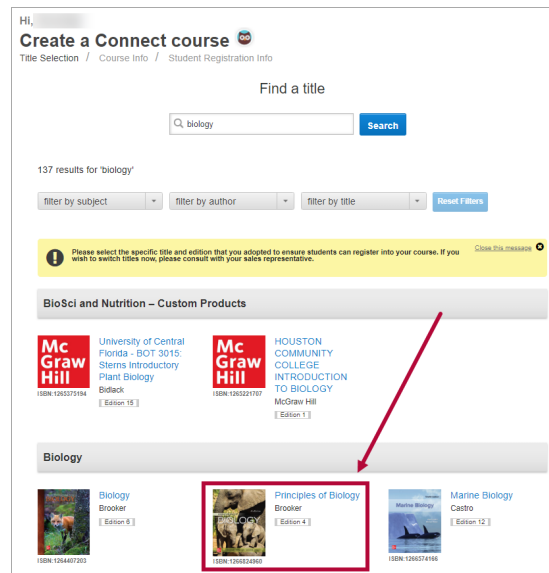 Hi,
Create a Connect course
Title Selection / Course Info / Student Registration Info
Find a title
biology
Search
137 results for 'biology'
filter by subject
filter by author
filter by title
Reset Filters
Please select the specific title and edition that you adopted to ensure students can register into your course. If you
wish to switch titles now, please consult with your sales representative.
Close this message
BioSci and Nutrition – Custom Products
Mc
Graw
Hill
ISBN:1265375194
University of Central
Florida - BOT 3015:
Sterns Introductory
Plant Biology
Bidlack
Edition 15
Mc
Graw
Hill
ISBN:1265221707
HOUSTON
COMMUNITY
COLLEGE
INTRODUCTION
TO BIOLOGY
McGraw Hill
Edition 1
Biology
ISBN:1264407203
Biology
Brooker
Edition 6
BIOLOGY
ISBN:1266824960
Principles of Biology
Brooker
Edition 4
Marine Biology
ISBN:1266574166
Marine Biology
Castro
Edition 12